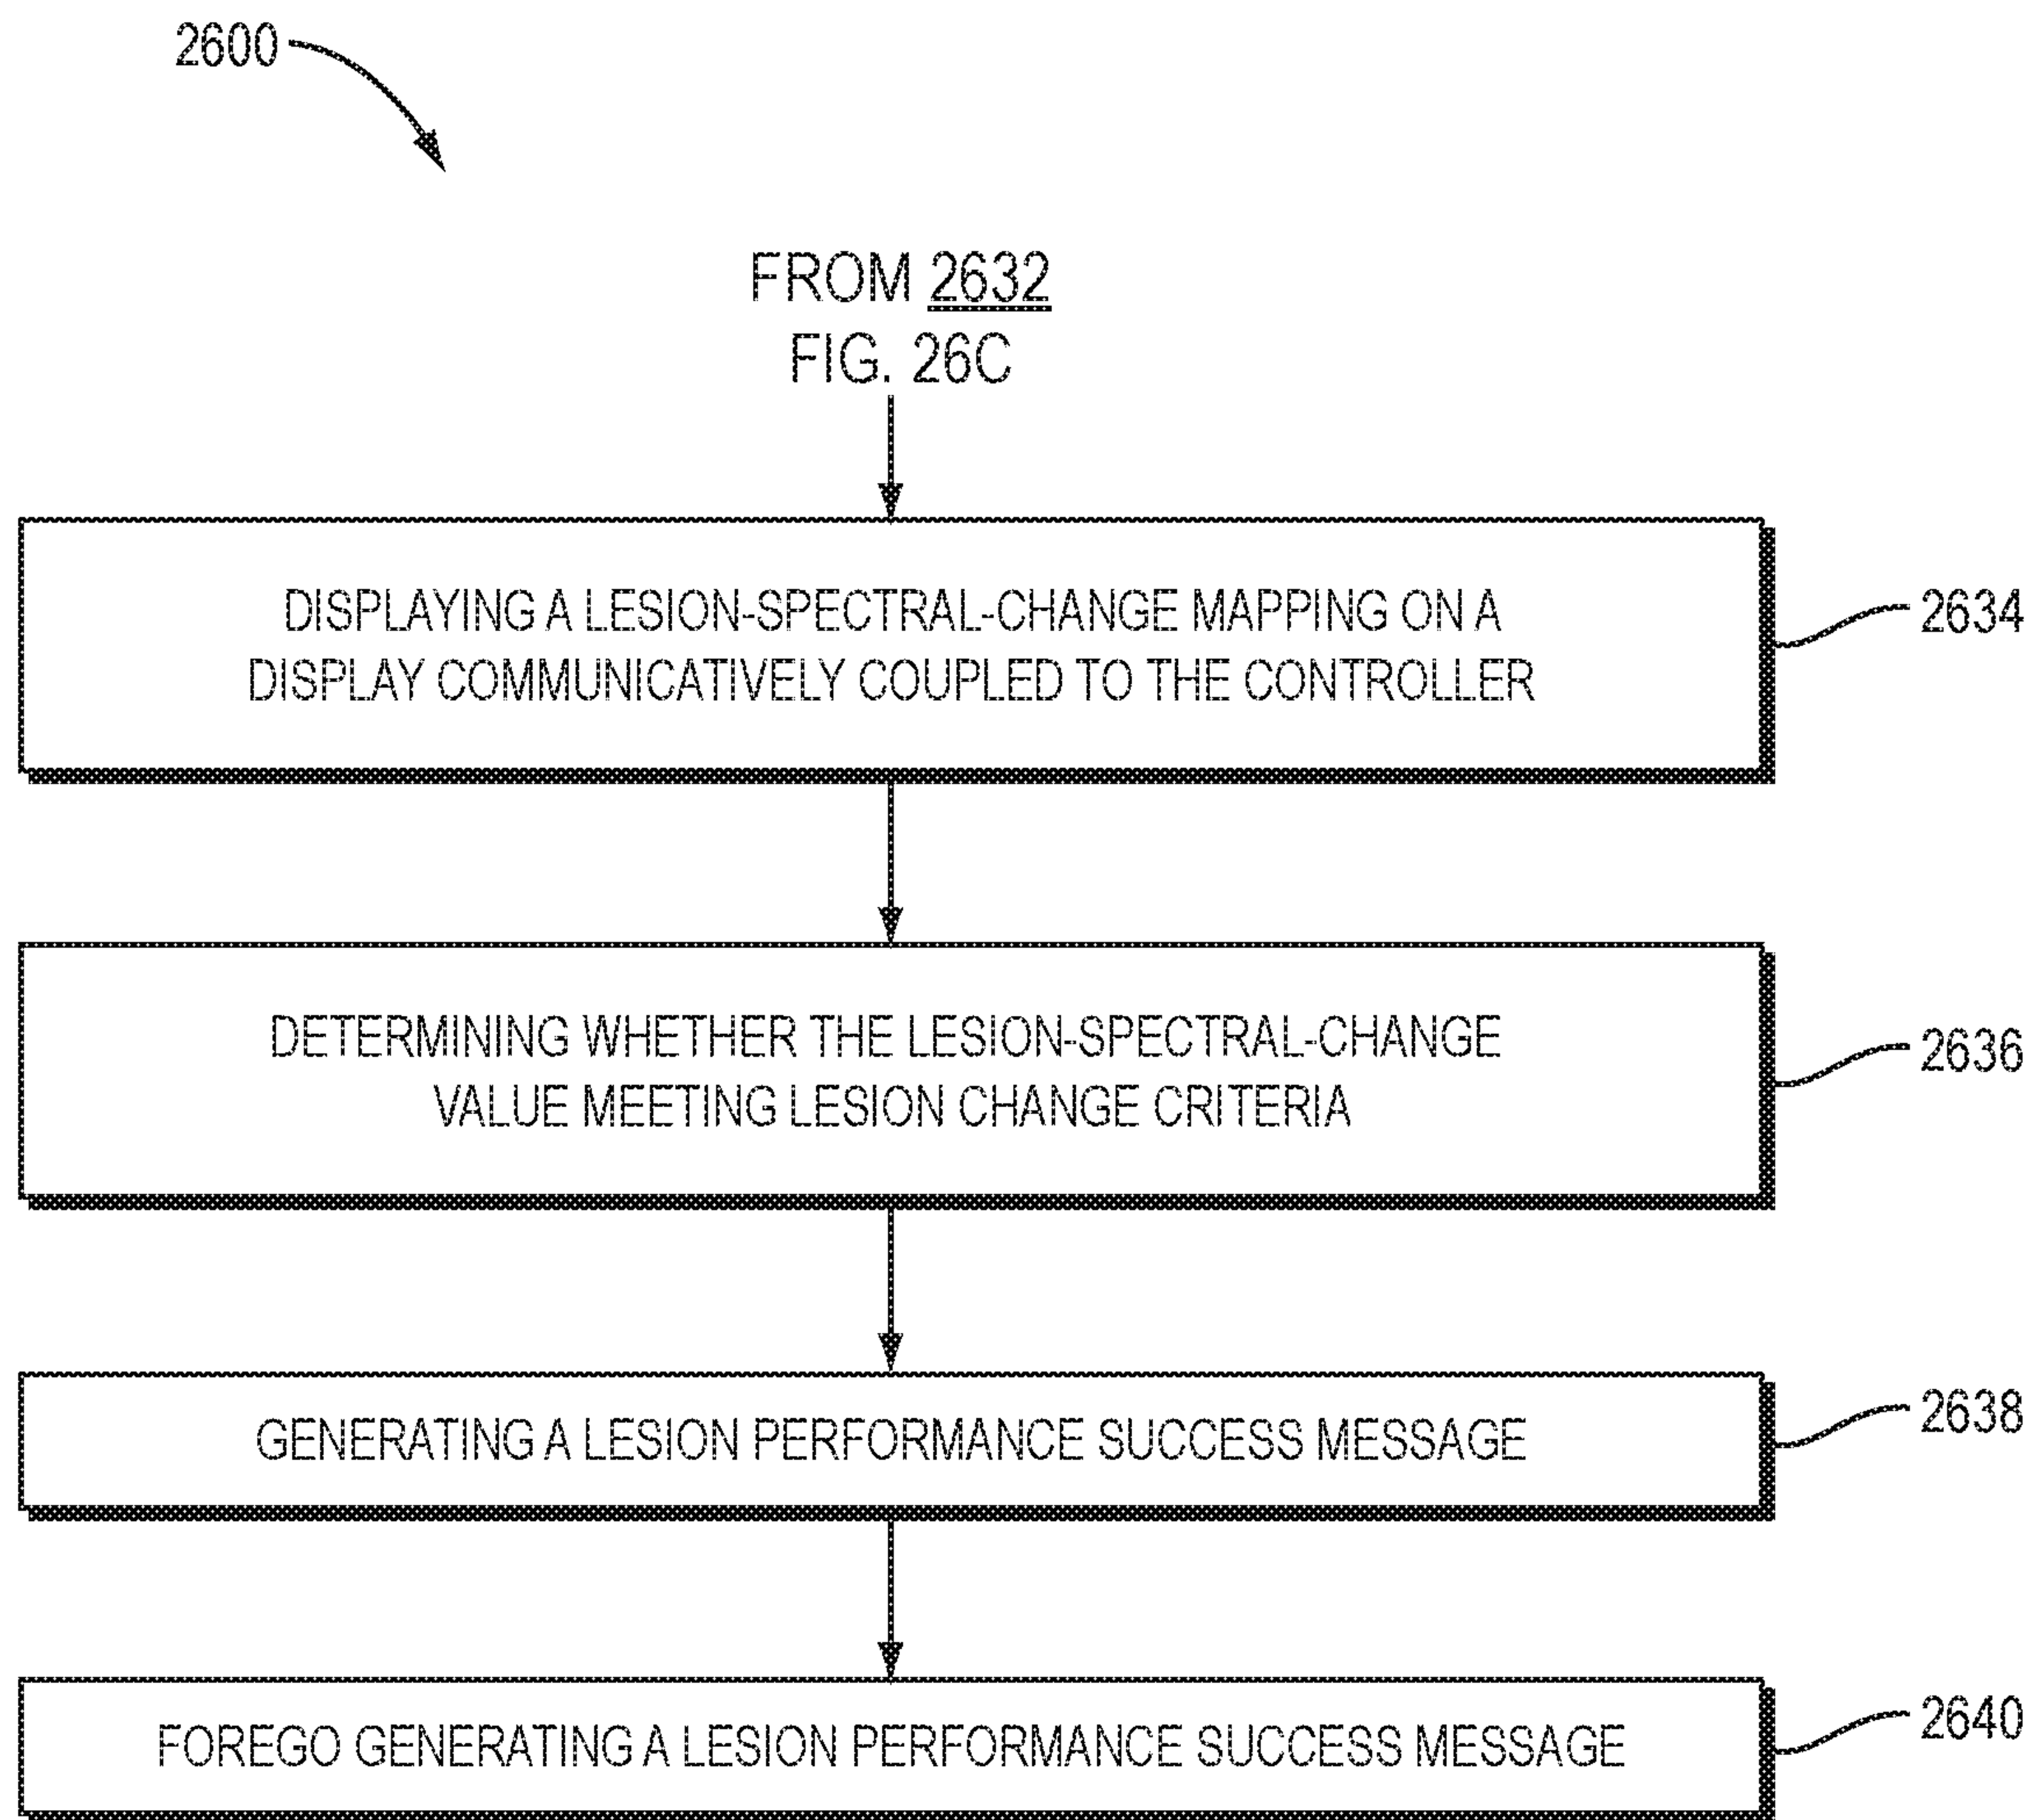 2600
FROM 2632
FIG. 26C
DISPLAYING A LESION-SPECTRAL-CHANGE MAPPING ON A
DISPLAY COMMUNICATIVELY COUPLED TO THE CONTROLLER
2634
DETERMINING WHETHER THE LESION-SPECTRAL-CHANGE
VALUE MEETING LESION CHANGE CRITERIA
2636
GENERATING A LESION PERFORMANCE SUCCESS MESSAGE
2638
FOREGO GENERATING A LESION PERFORMANCE SUCCESS MESSAGE
2640